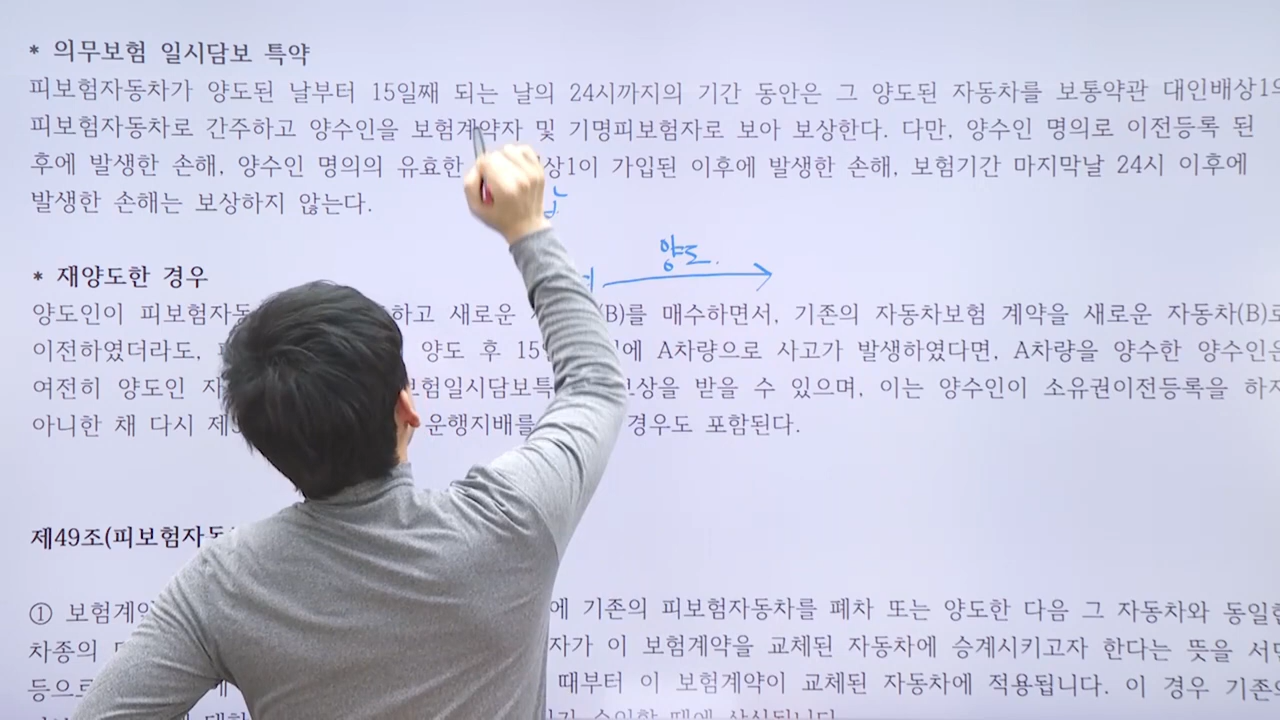 * 의무보험 일시담보 특약
피보험자동차가 양도된 날부터 15일째 되는 날의 24시까지의 기간 동안은 그 양도된 자동차를 보통약관 대인배상1의
피보험자동차로 간주하고 양수인을 보험계약자 및 기명피보험자로 보아 보상한다. 다만, 양수인 명의로 이전등록 된
후에 발생한 손해, 양수인 명의의 유효한 상1이 가입된 이후에 발생한 손해, 보험기간 마지막날 24시 이후에
발생한 손해는 보상하지 않는다.
양도.
* 재양도한 경우
양도인이 피보험자동 하고 새로운 (B)를 매수하면서, 기존의 자동차보험 계약을 새로운 자동차(B)로
이전하였더라도, 양도 후 15 에 A차량으로 사고가 발생하였다면, A차량을 양수한 양수인은
여전히 양도인 험일시담보특 보상을 받을 수 있으며, 이는 양수인이 소유권이전등록을 하지
아니한 채 다시 제 운행지배를 경우도 포함된다.
제49조(피보험자동
① 보험계약 에 기존의 피보험자동차를 폐차 또는 양도한 다음 그 자동차와 동일한
차종의 자가 이 보험계약을 교체된 자동차에 승계시키고자 한다는 뜻을 서면
등으로 때부터 이 보험계약이 교체된 자동차에 적용됩니다. 이 경우 기존의